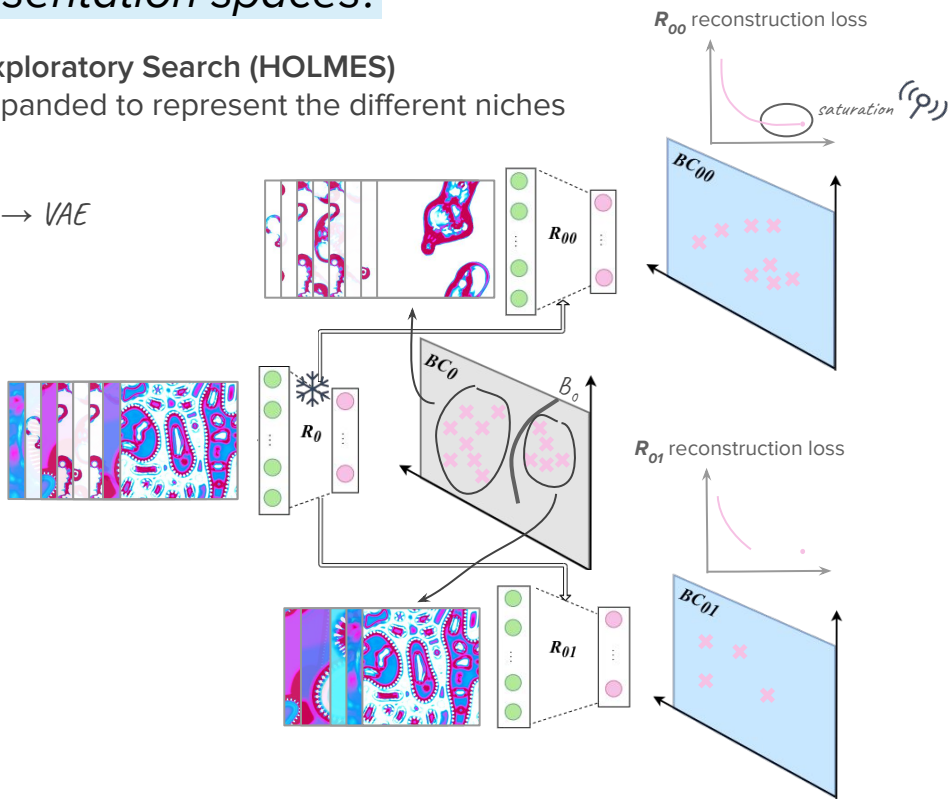 sentation spaces?
R00 reconstruction loss
xploratory Search (HOLMES)
panded to represent the different niches
saturation
→ VAE
BC00
R00
...
...
BC0
B0
R0
...
...
R01 reconstruction loss
BC01
R01
...
...